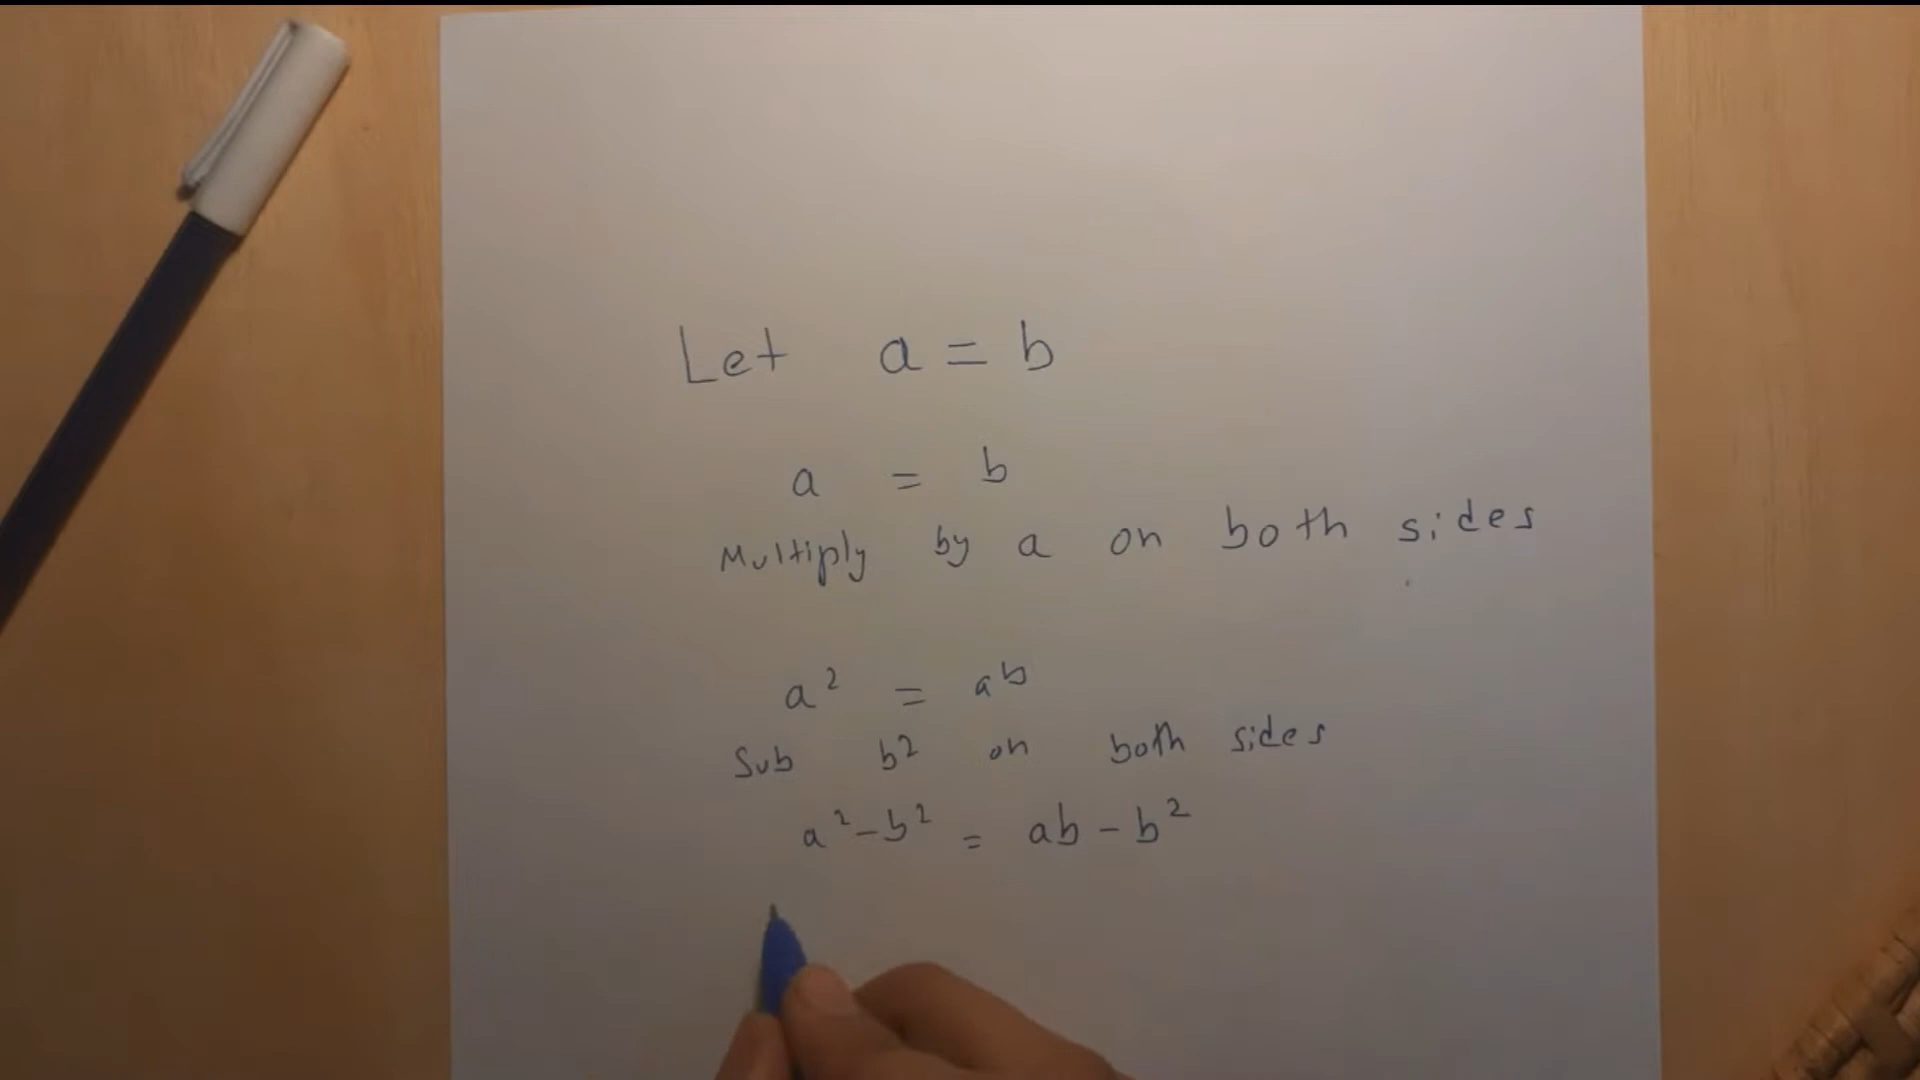 Let a = b
a = b
Multiply by a on both sides
a² = ab
Sub b² on both sides
a² - b² = ab - b²